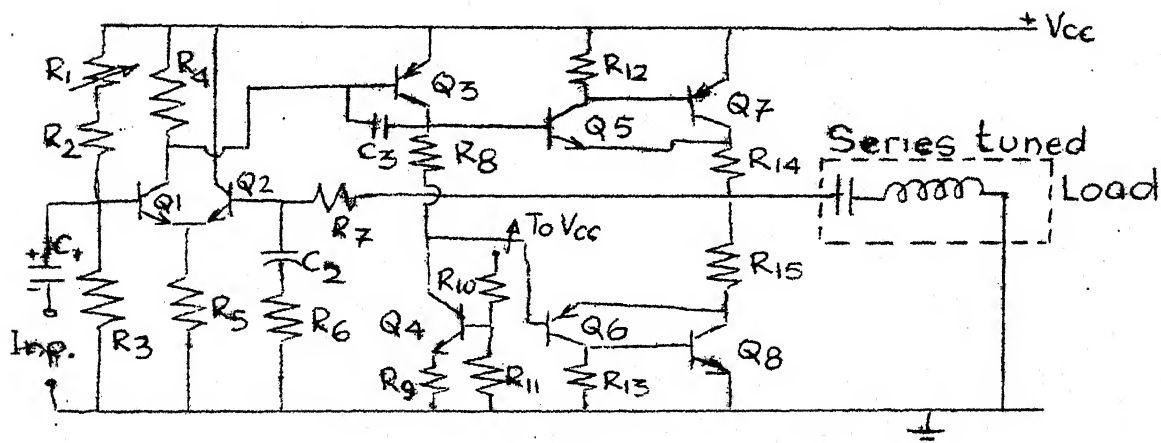 + Vcc
R1
R4
Q3
R12
Q7
R2
C3
R8
Q5
R14
Series tuned
Load
Q1
Q2
R7
To Vcc
+
C1
-
C2
R10
R15
R3
R5
R6
Q4
Q6
Q8
Inp.
R9
R11
R13